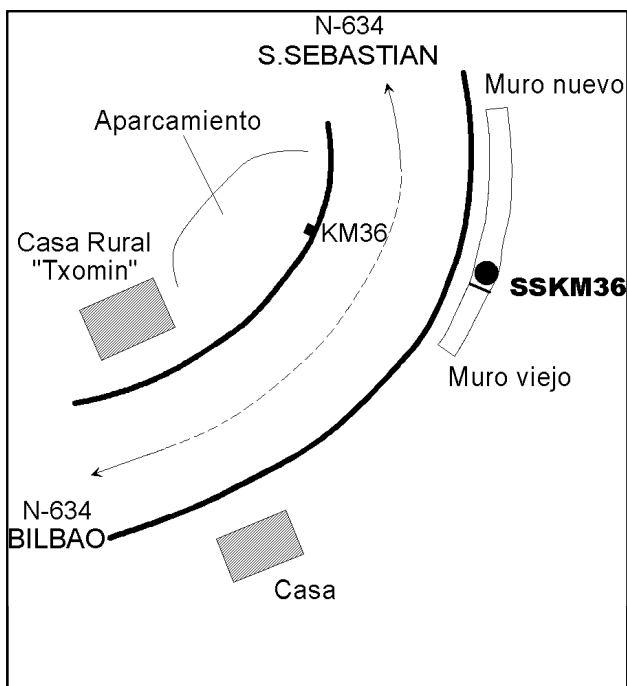 N-634
S.SEBASTIAN
Muro nuevo
Aparcamiento
KM36
Casa Rural
"Txomin"
SSKM36
Muro viejo
N-634
BILBAO
Casa